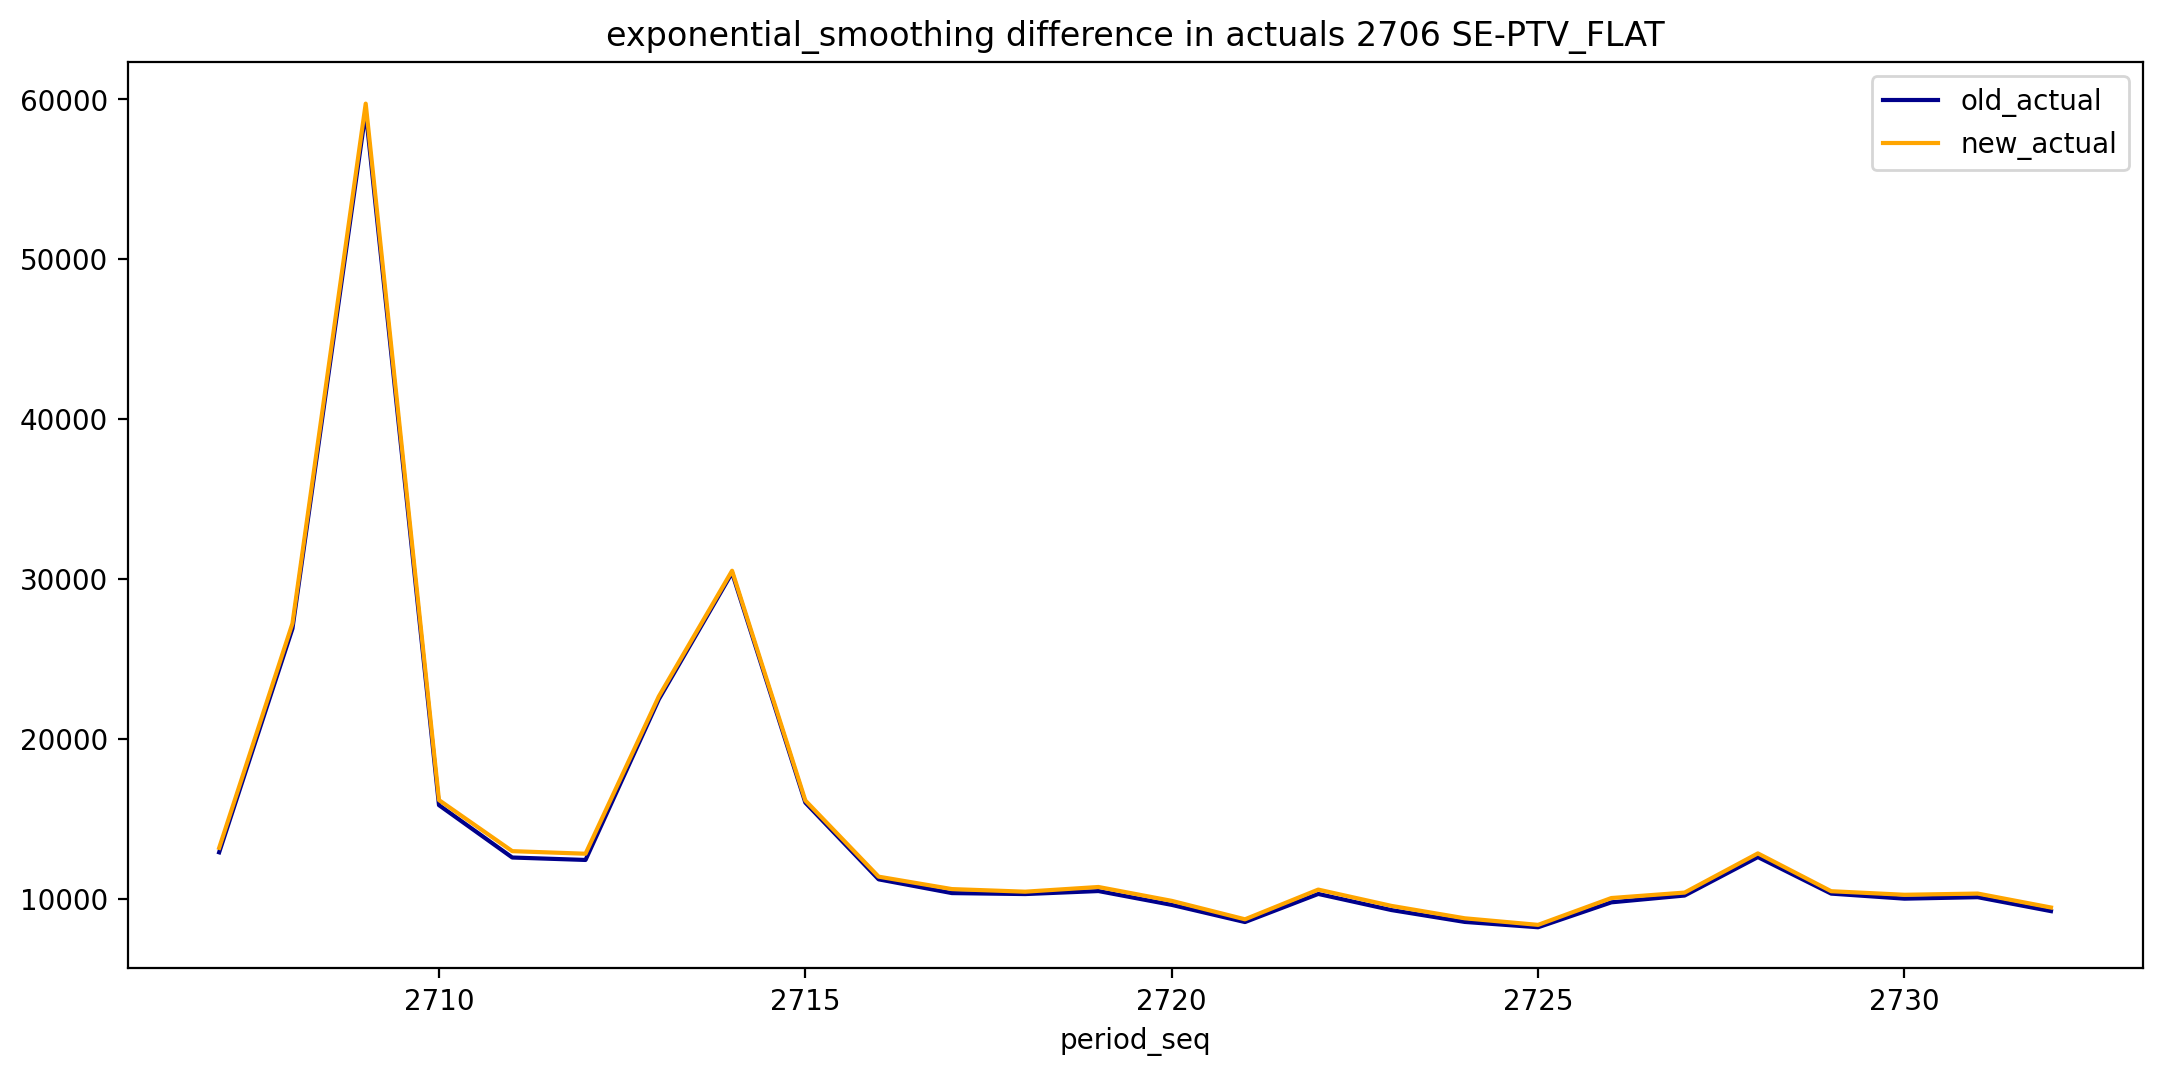 exponential_smoothing difference in actuals 2706 SE-PTV_FLAT
old_actual
new_actual
60000
50000
40000
30000
20000
10000
2710 2715 2720 2725 2730
period_seq